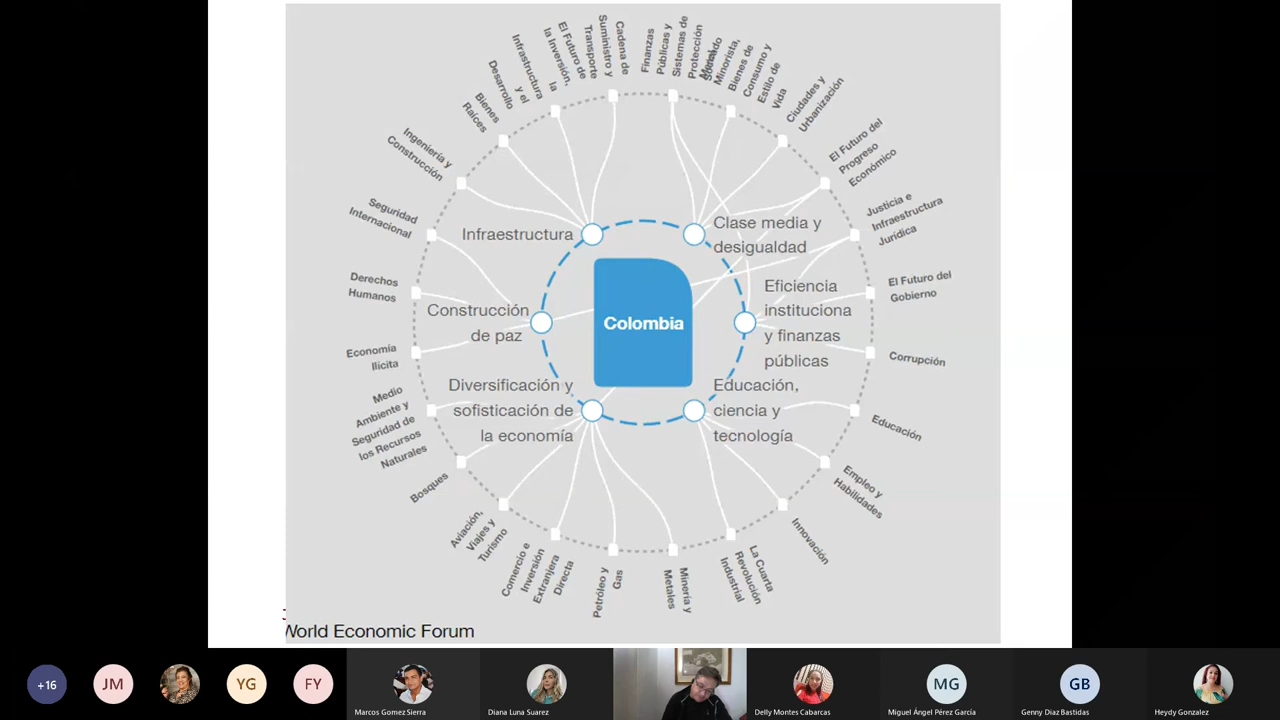 Cadena de
Suministro y
Transporte
El Futuro de
la Inversión,
la
Infrastructura
y el
Desarrollo
Bienes
Raíces
Ingeniería y
Construcción
Seguridad
Internacional
Derechos
Humanos
Economía
Ilícita
Medio
Ambiente y
Seguridad de
los Recursos
Naturales
Bosques
Aviación,
Viajes y
Turismo
Comercio e
Inversión
Extranjera
Directa
Petróleo y
Gas
Minería y
Metales
La Cuarta
Revolución
Industrial
Innovación
Empleo y
Habilidades
Educación
Corrupción
El Futuro del
Gobierno
Justicia e
Infraestructura
Jurídica
El Futuro del
Progreso
Económico
Ciudades y
Urbanización
Minorista,
Bienes de
Consumo y
Estilo de
Vida
Finanzas
Públicas y
Sistemas de
Protección
Infraestructura
Clase media y
desigualdad
Construcción
de paz
Colombia
Eficiencia
instituciona
y finanzas
públicas
Diversificación y
sofisticación de
la economía
Educación,
ciencia y
tecnología
World Economic Forum
+16
JM
YG
FY
Marcos Gomez Sierra
Diana Luna Suarez
Delly Montes Cabarcas
MG
Miguel Ángel Pérez García
GB
Genny Diaz Bastidas
Heydy Gonzalez